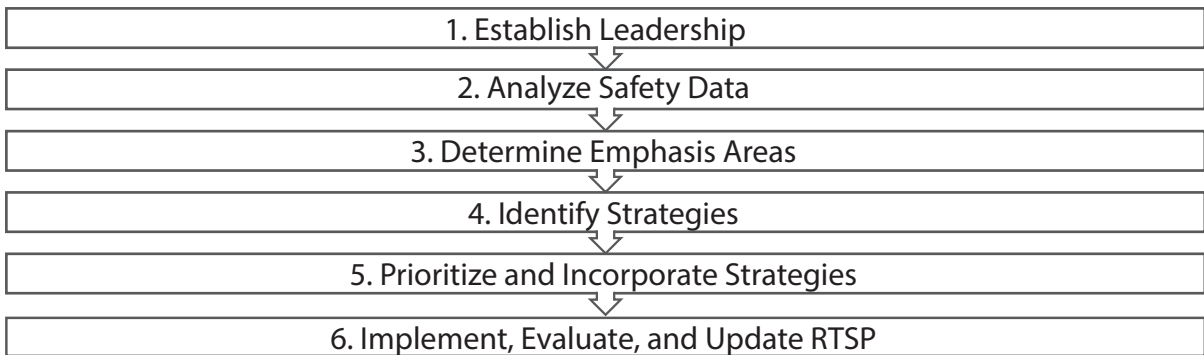 1. Establish Leadership
2. Analyze Safety Data
3. Determine Emphasis Areas
4. Identify Strategies
5. Prioritize and Incorporate Strategies
6. Implement, Evaluate, and Update RTSP